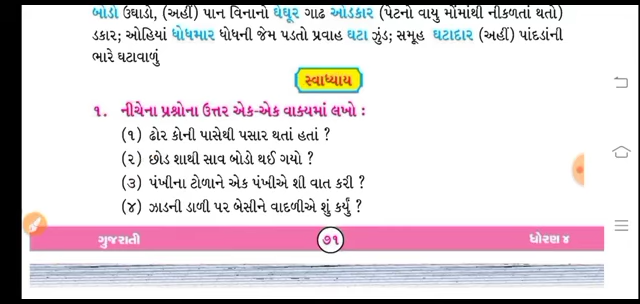 બોડો ઉઘાડો, (અહીં) પાન વિનાનો ઘેઘૂર ગાઢ ઓડકાર (પેટનો વાયુ મોંમાંથી નીકળતાં થતો)
ડકાર; ઓહિયાં ધોધમાર ધોધની જેમ પડતો પ્રવાહ ઘટા ઝુંડ; સમૂહ ઘટાદાર (અહીં) પાંદડાંની
ભારે ઘટાવાળું
સ્વાધ્યાય
૧. નીચેના પ્રશ્નોના ઉત્તર એક-એક વાક્યમાં લખો :
(૧) ઢોર કોની પાસેથી પસાર થતાં હતાં ?
(૨) છોડ શાથી સાવ બોડો થઈ ગયો ?
(૩) પંખીના ટોળાને એક પંખીએ શી વાત કરી ?
(૪) ઝાડની ડાળી પર બેસીને વાદળીએ શું કર્યું ?
ગુજરાતી ૭૧ ધોરણ ૪